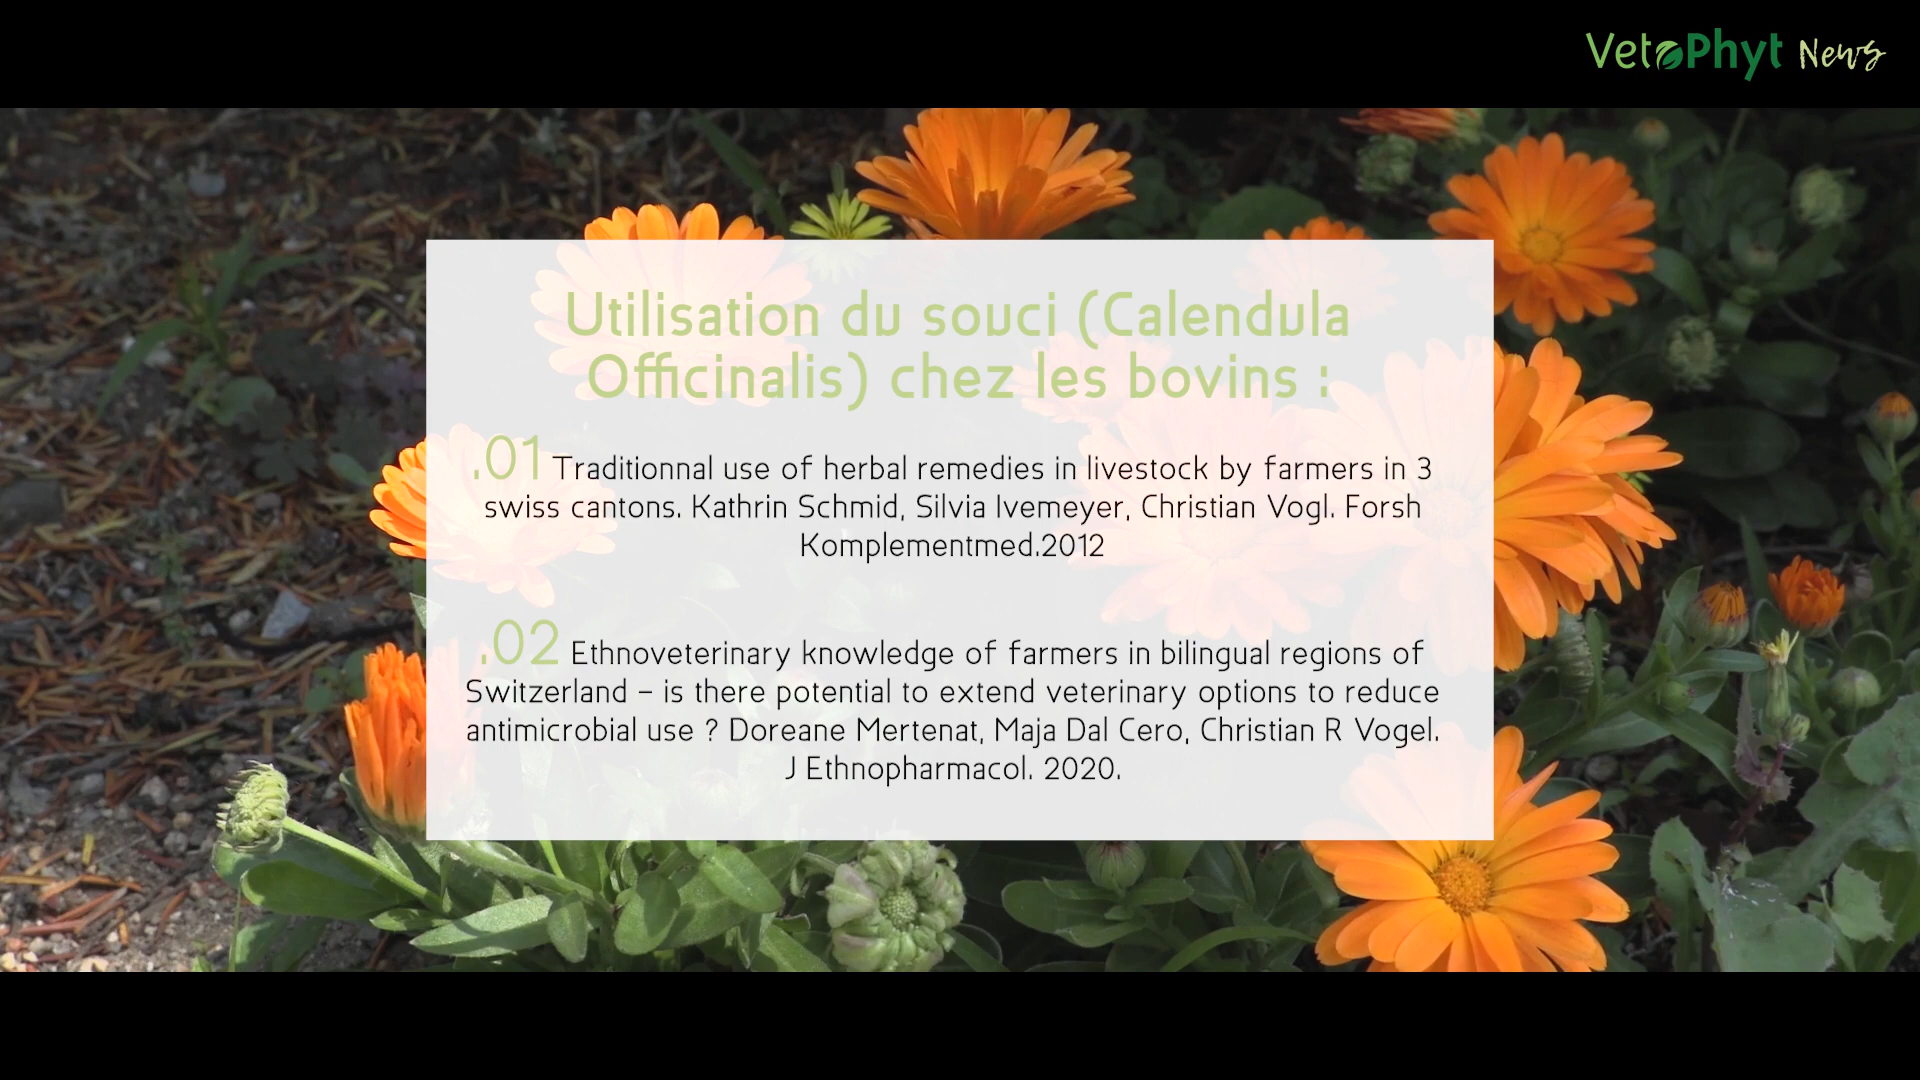 VetoPhyt News
Utilisation du souci (Calendula
Officinalis) chez les bovins :
.01 Traditionnal use of herbal remedies in livestock by farmers in 3
swiss cantons. Kathrin Schmid, Silvia Ivemeyer, Christian Vogl. Forsh
Komplementmed.2012
.02 Ethnoveterinary knowledge of farmers in bilingual regions of
Switzerland – is there potential to extend veterinary options to reduce
antimicrobial use ? Doreane Mertenat, Maja Dal Cero, Christian R Vogel.
J Ethnopharmacol. 2020.